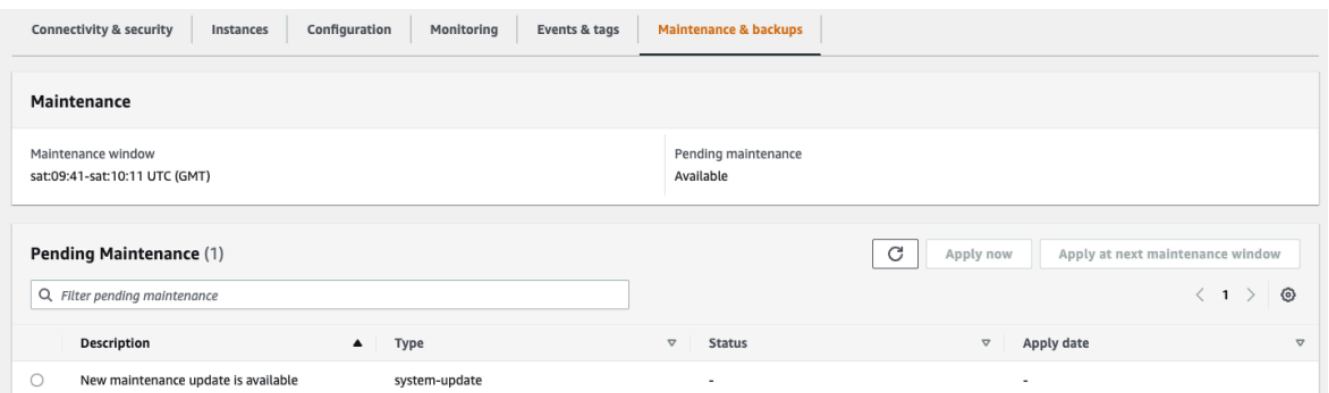 Connectivity & security Instances Configuration Monitoring Events & tags Maintenance & backups
Maintenance
Maintenance window Pending maintenance
sat:09:41-sat:10:11 UTC (GMT) Available
Pending Maintenance (1) Apply now Apply at next maintenance window
Filter pending maintenance 1
Description Type Status Apply date
New maintenance update is available system-update - -